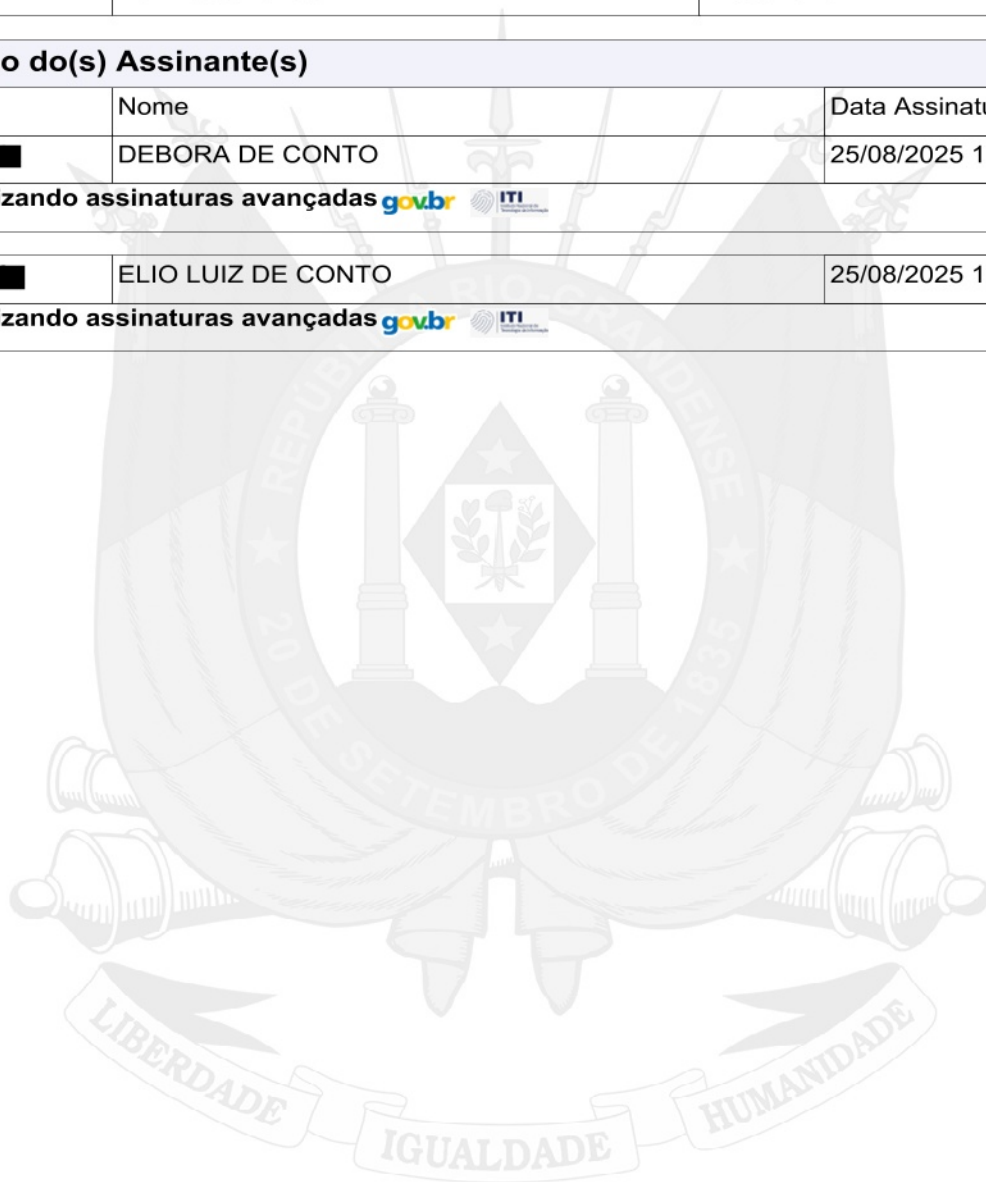 o do(s) Assinante(s)
Nome
Data Assinatu
DEBORA DE CONTO
25/08/2025 1
zando assinaturas avançadas gov.br ITI
ELIO LUIZ DE CONTO
25/08/2025 1
zando assinaturas avançadas gov.br ITI
REPÚBLICA RIO-GRANDENSE
20 DE SETEMBRO DE 1835
LIBERDADE
IGUALDADE
HUMANIDADE